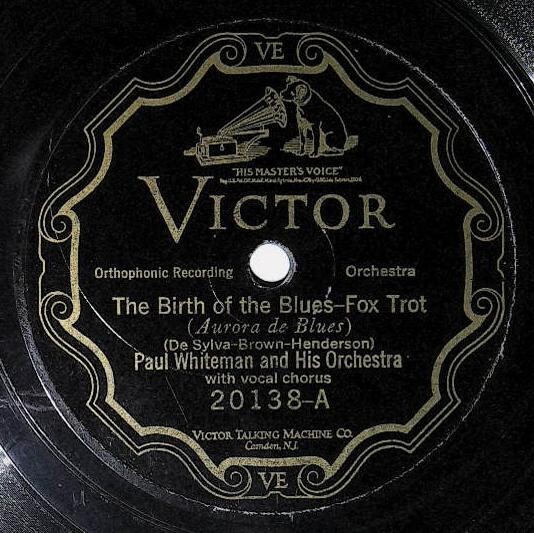 VE
"HIS MASTER'S VOICE"
VICTOR
Orthophonic Recording Orchestra
The Birth of the Blues–Fox Trot
(Aurora de Blues)
(De Sylva-Brown-Henderson)
Paul Whiteman and His Orchestra
with vocal chorus
20138-A
VICTOR TALKING MACHINE CO.
Camden, N.J.
VE